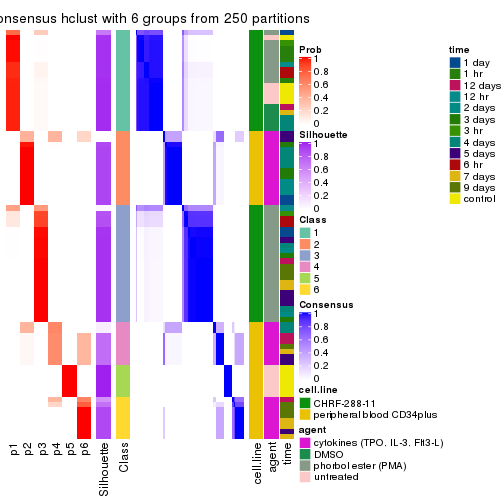 onsensus hclust with 6 groups from 250 partitions
Prob
1
0.8
0.6
0.4
0.2
0
Silhouette
1
0.8
0.6
0.4
0.2
0
Class
1
2
3
4
5
6
Consensus
1
0.8
0.6
0.4
0.2
0
cell.line
CHRF-288-11
peripheral blood CD34plus
agent
cytokines (TPO, IL-3, Flt3-L)
DMSO
phorbol ester (PMA)
untreated
time
1 day
1 hr
12 days
12 hr
2 days
3 days
3 hr
4 days
5 days
6 hr
7 days
9 days
control
p1
p2
p3
p4
p5
p6
Silhouette
Class
cell.line
agent
time